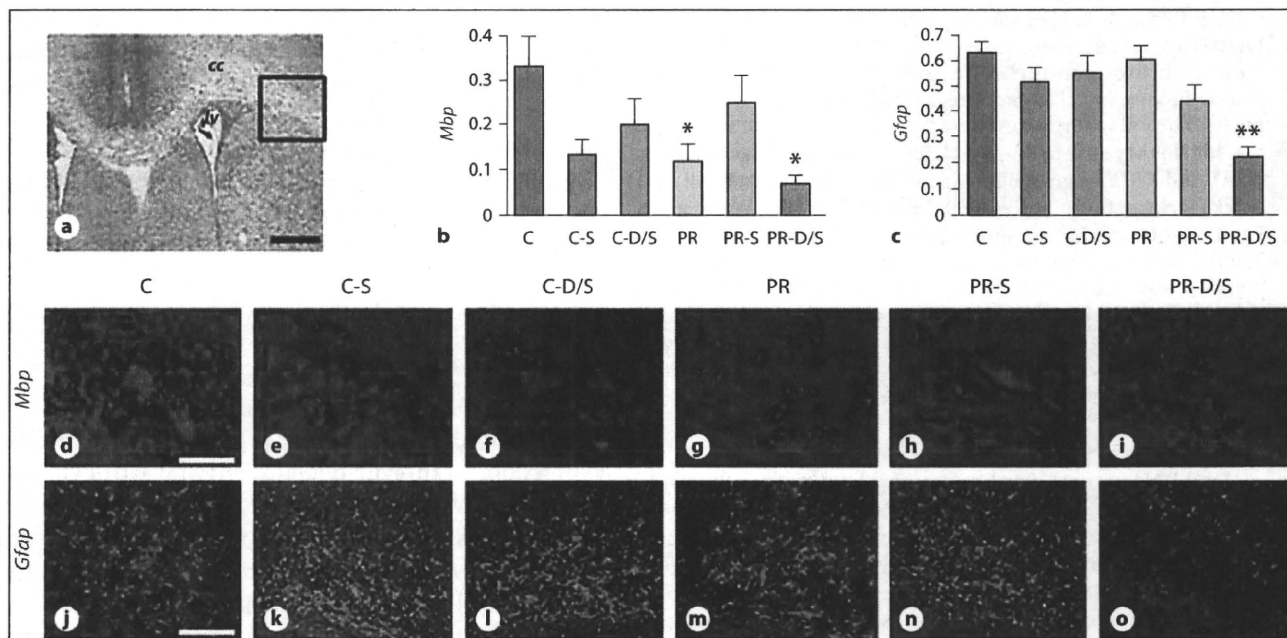 cc
lv
a
Mbp
0.4
0.3
0.2
0.1
0
*
*
C C-S C-D/S PR PR-S PR-D/S
b
Gfap
0.7
0.6
0.5
0.4
0.3
0.2
0.1
0
**
C C-S C-D/S PR PR-S PR-D/S
c
C C-S C-D/S PR PR-S PR-D/S
Mbp
d e f g h i
Gfap
j k l m n o